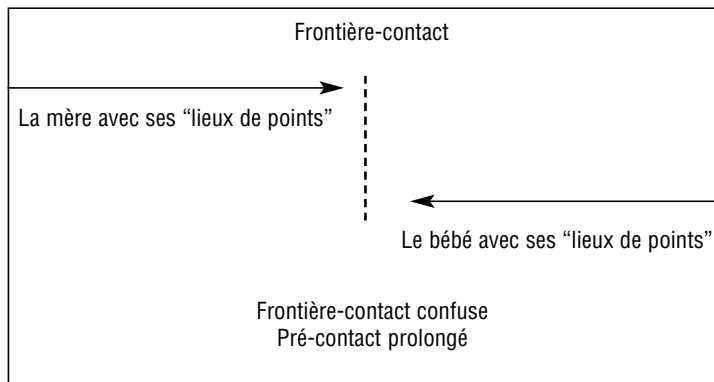 Frontière-contact
La mère avec ses “lieux de points”
Le bébé avec ses “lieux de points”
Frontière-contact confuse
Pré-contact prolongé